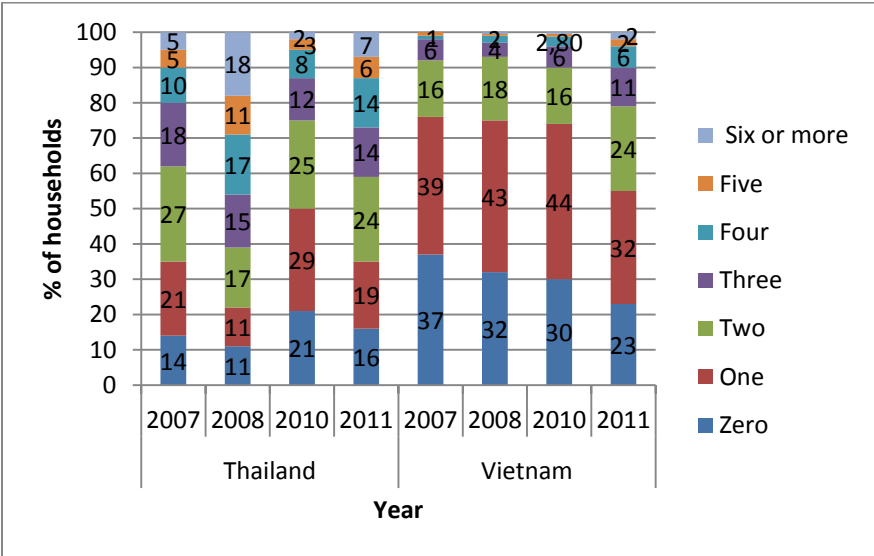 % of households
100
90
80
70
60
50
40
30
20
10
0
5 5 10 18 27 21 14
18 11 17 15 17 11 11
2 3 8 12 25 29 21
7 6 14 14 24 19 16
1 6 16 39 37
2 4 18 43 32
2,80 6 16 44 30
2 2 6 11 24 32 23
2007 2008 2010 2011 2007 2008 2010 2011
Thailand Vietnam
Year
Six or more
Five
Four
Three
Two
One
Zero